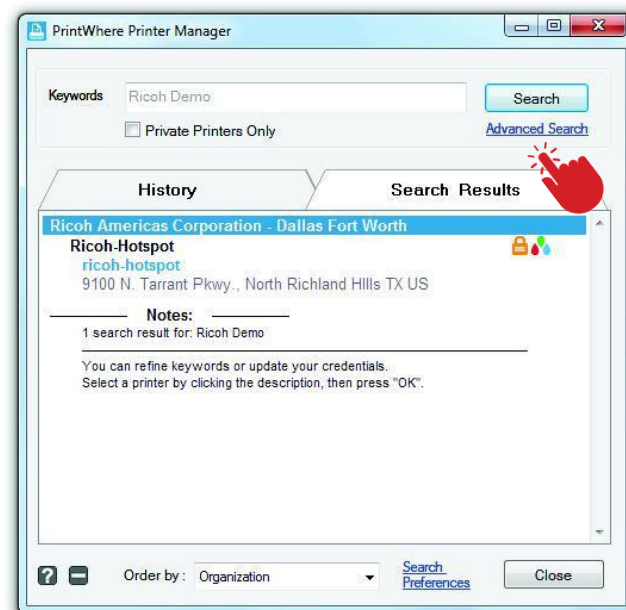 PrintWhere Printer Manager
Keywords
Ricoh Demo
Search
Private Printers Only
Advanced Search
History
Search Results
Ricoh Americas Corporation - Dallas Fort Worth
Ricoh-Hotspot
ricoh-hotspot
9100 N. Tarrant Pkwy., North Richland HIlls TX US
Notes:
1 search result for: Ricoh Demo
You can refine keywords or update your credentials.
Select a printer by clicking the description, then press "OK".
?
Order by :
Organization
Search
Preferences
Close